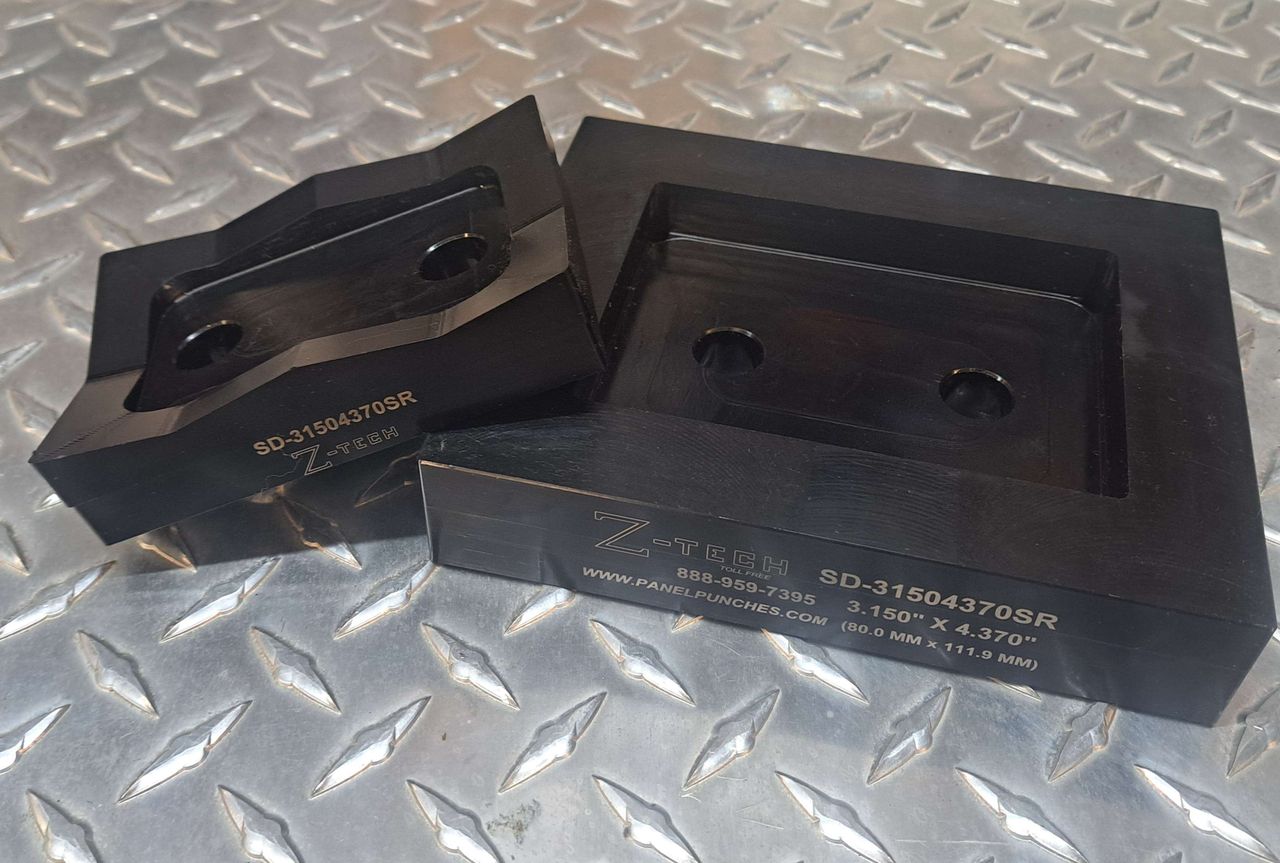 SD-31504370SR
Z-TECH
Z-TECH
TOLL FREE
888-959-7395
WWW.PANELPUNCHES.COM
SD-31504370SR
3.150" X 4.370"
(80.0 MM X 111.9 MM)